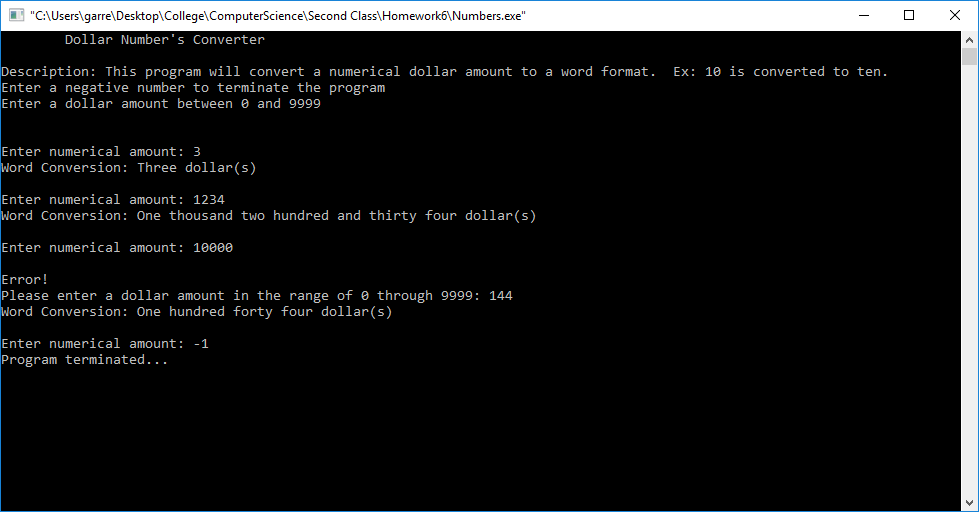 "C:\Users\garre\Desktop\College\ComputerScience\Second Class\Homework6\Numbers.exe"
Dollar Number's Converter
Description: This program will convert a numerical dollar amount to a word format.  Ex: 10 is converted to ten.
Enter a negative number to terminate the program
Enter a dollar amount between 0 and 9999
Enter numerical amount: 3
Word Conversion: Three dollar(s)
Enter numerical amount: 1234
Word Conversion: One thousand two hundred and thirty four dollar(s)
Enter numerical amount: 10000
Error!
Please enter a dollar amount in the range of 0 through 9999: 144
Word Conversion: One hundred forty four dollar(s)
Enter numerical amount: -1
Program terminated...